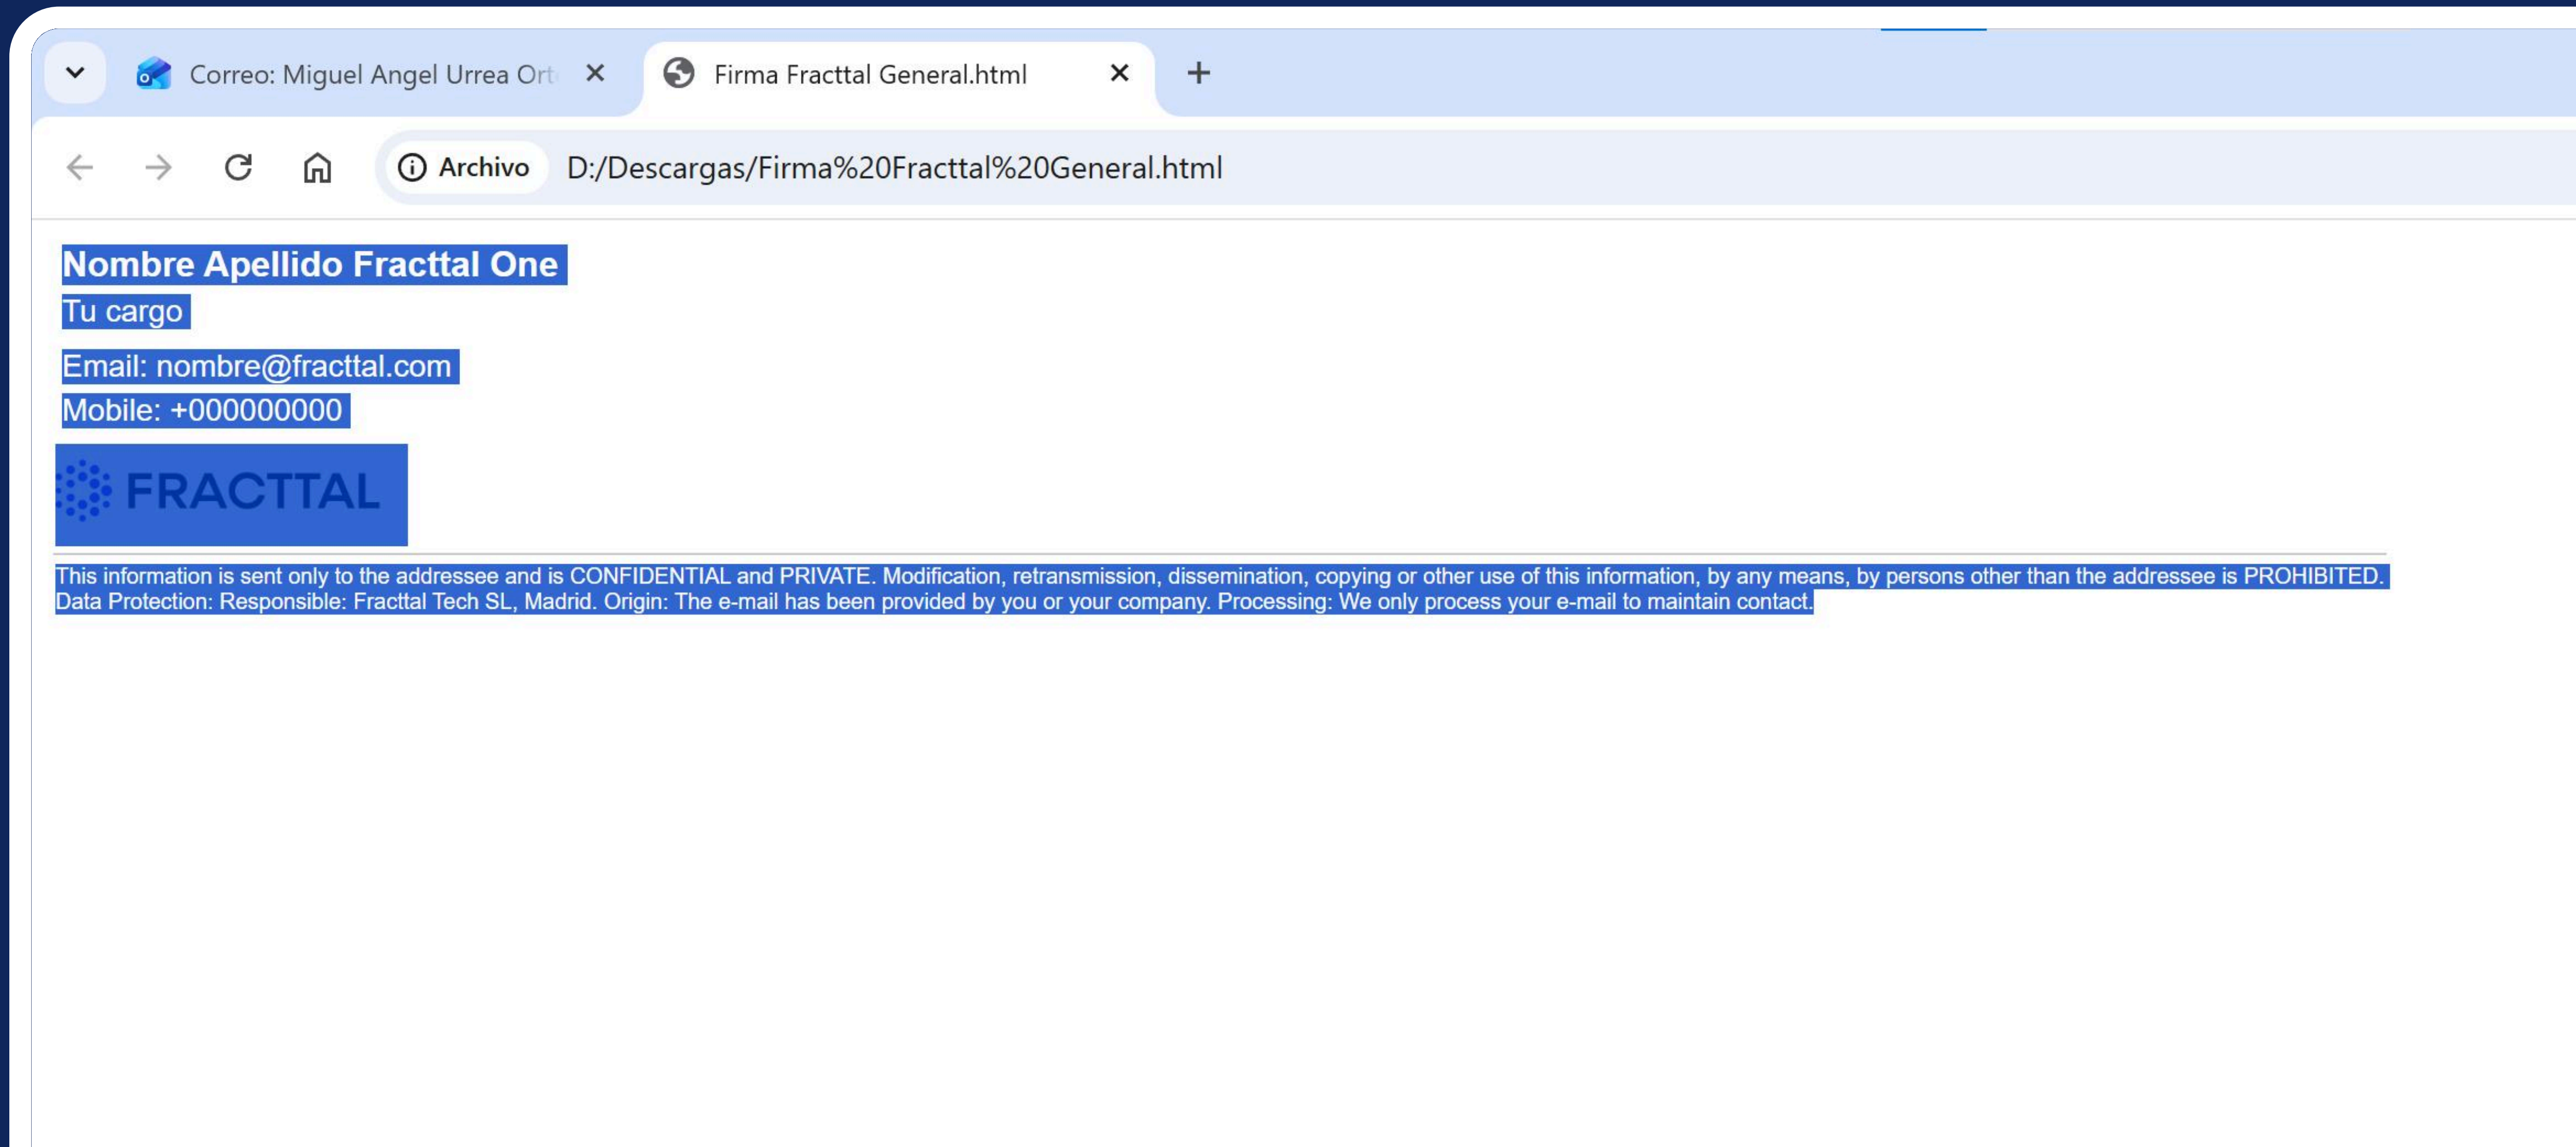 Correo: Miguel Angel Urrea Ort
Firma Fracttal General.html
Archivo D:/Descargas/Firma%20Fracttal%20General.html
Nombre Apellido Fracttal One
Tu cargo
Email: nombre@fracttal.com
Mobile: +000000000
FRACTTAL
This information is sent only to the addressee and is CONFIDENTIAL and PRIVATE. Modification, retransmission, dissemination, copying or other use of this information, by any means, by persons other than the addressee is PROHIBITED.
Data Protection: Responsible: Fracttal Tech SL, Madrid. Origin: The e-mail has been provided by you or your company. Processing: We only process your e-mail to maintain contact.